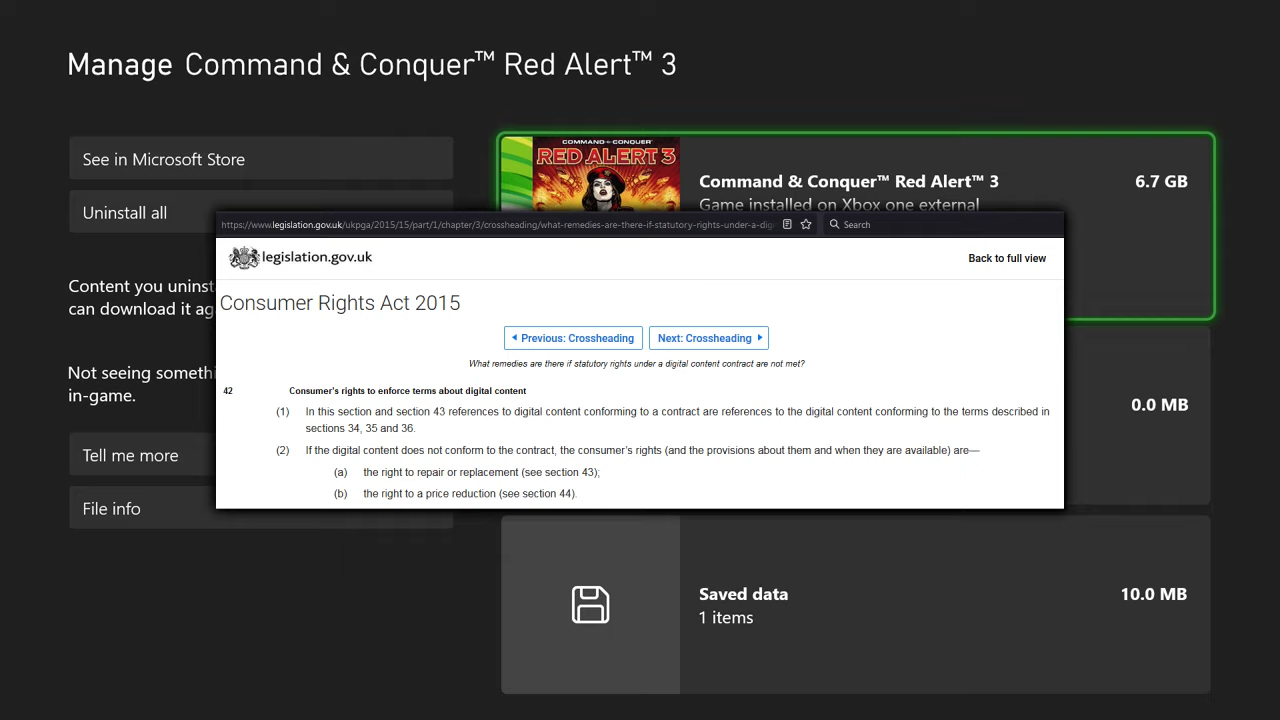 Manage Command & Conquer™ Red Alert™ 3
See in Microsoft Store
Uninstall all
Content you uninst
can download it ag
Not seeing somethi
in-game.
Tell me more
File info
COMMAND & CONQUER
RED ALERT 3
Command & Conquer™ Red Alert™ 3
6.7 GB
Game installed on Xbox one external
https://www.legislation.gov.uk/ukpga/2015/15/part/1/chapter/3/crossheading/what-remedies-are-there-if-statutory-rights-under-a-dig
Search
legislation.gov.uk
Back to full view
Consumer Rights Act 2015
Previous: Crossheading
Next: Crossheading
What remedies are there if statutory rights under a digital content contract are not met?
42 Consumer's rights to enforce terms about digital content
(1) In this section and section 43 references to digital content conforming to a contract are references to the digital content conforming to the terms described in
sections 34, 35 and 36.
(2) If the digital content does not conform to the contract, the consumer's rights (and the provisions about them and when they are available) are—
(a) the right to repair or replacement (see section 43);
(b) the right to a price reduction (see section 44).
0.0 MB
Saved data
10.0 MB
1 items